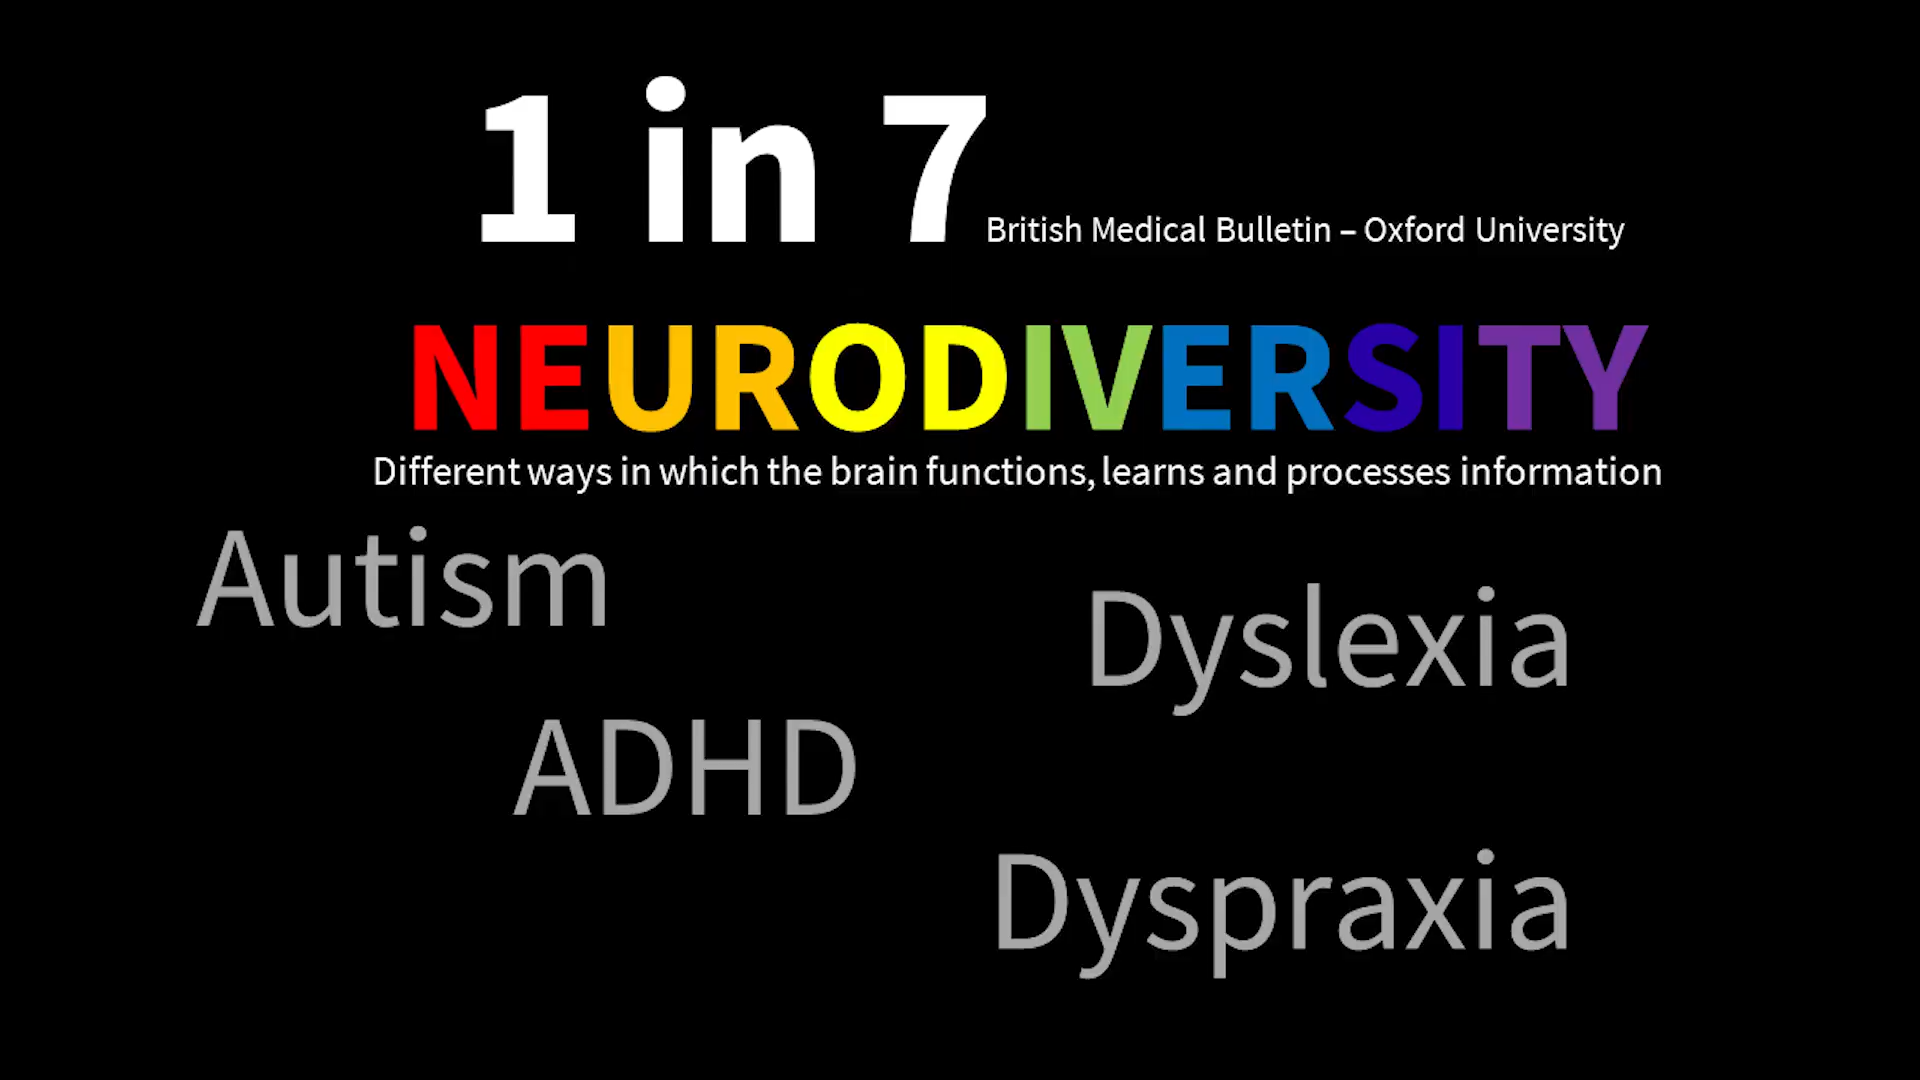 1 in 7 British Medical Bulletin – Oxford University
NEURODIVERSITY
Different ways in which the brain functions, learns and processes information
Autism
Dyslexia
ADHD
Dyspraxia